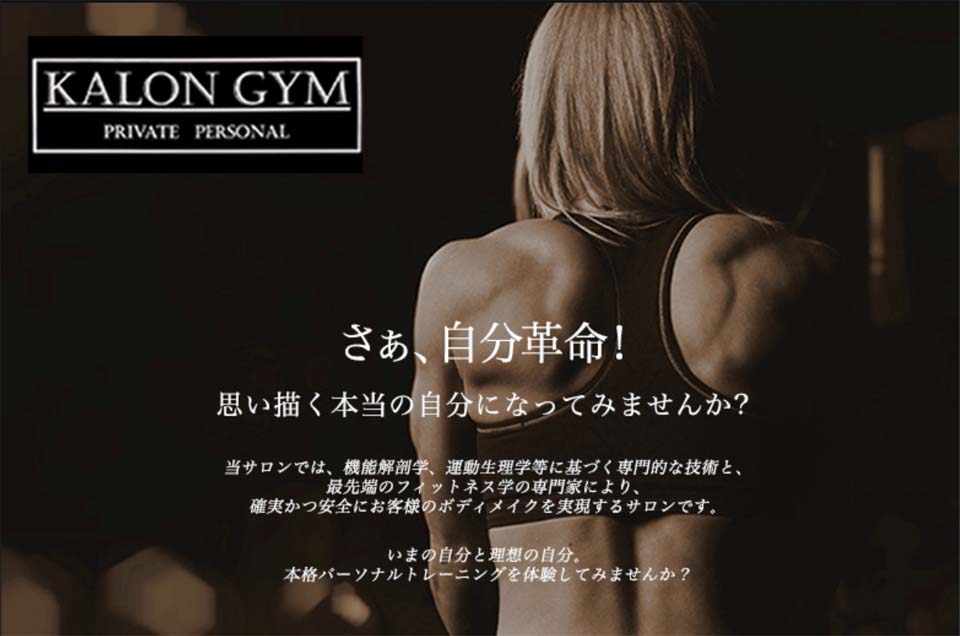 KALON GYM
PRIVATE PERSONAL
さぁ、自分革命!
思い描く本当の自分になってみませんか?
当サロンでは、機能解剖学、運動生理学等に基づく専門的な技術と、
最先端のフィットネス学の専門家により、
確実かつ安全にお客様のボディメイクを実現するサロンです。
いまの自分と理想の自分。
本格パーソナルトレーニングを体験してみませんか？